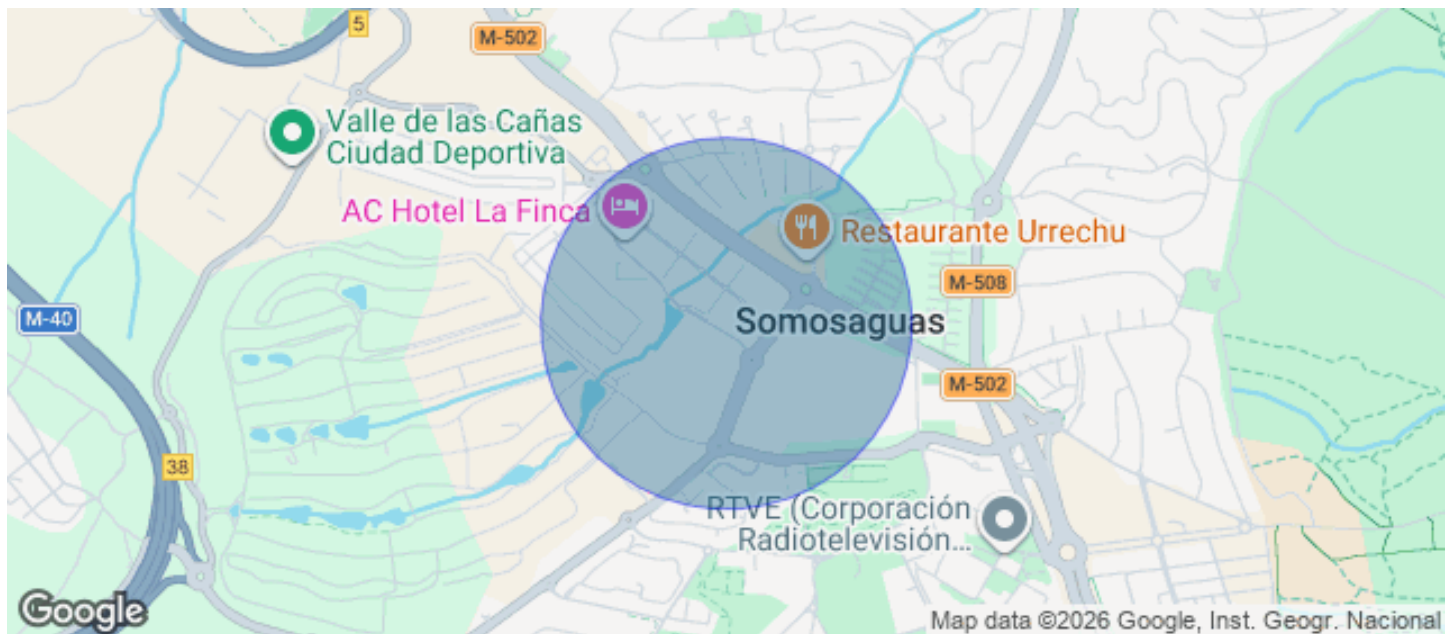 5
M-502
Valle de las Cañas
Ciudad Deportiva
AC Hotel La Finca
Restaurante Urrechu
M-508
M-40
Somosaguas
M-502
38
RTVE (Corporación
Radiotelevisión...
Google
Map data ©2026 Google, Inst. Geogr. Nacional